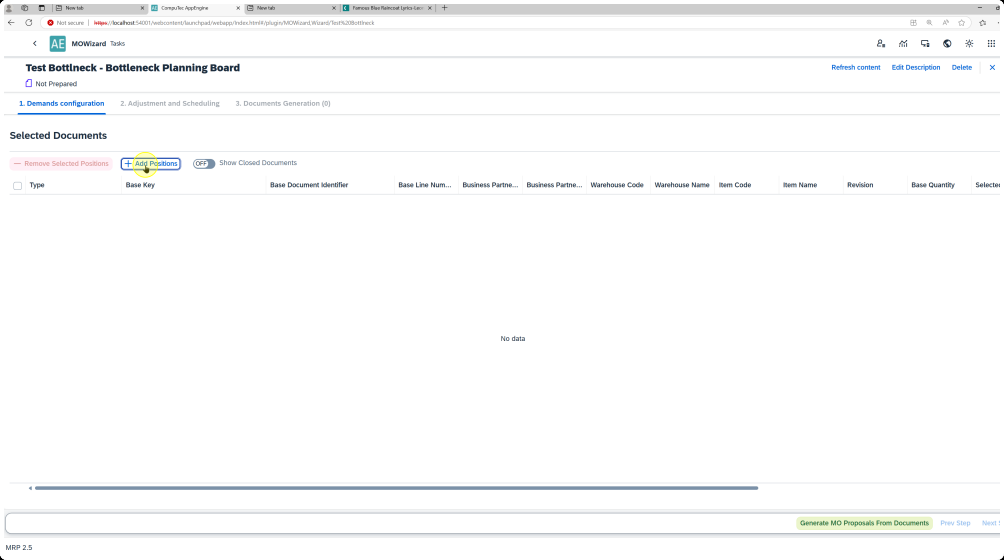 New tab
CompuTec AppEngine
New tab
Famous Blue Raincoat Lyrics-Leo
Not secure
https://localhost:54001/webcontent/launchpad/webapp/index.html#/plugin/MOWizard.Wizard/Test%20Bottlneck
AE MOWizard Tasks
Test Bottlneck - Bottleneck Planning Board
Refresh content Edit Description Delete
Not Prepared
1. Demands configuration 2. Adjustment and Scheduling 3. Documents Generation (0)
Selected Documents
Remove Selected Positions Add Positions OFF Show Closed Documents
Type Base Key Base Document Identifier Base Line Num... Business Partne... Business Partne... Warehouse Code Warehouse Name Item Code Item Name Revision Base Quantity Selected
No data
Generate MO Proposals From Documents Prev Step Next
MRP 2.5